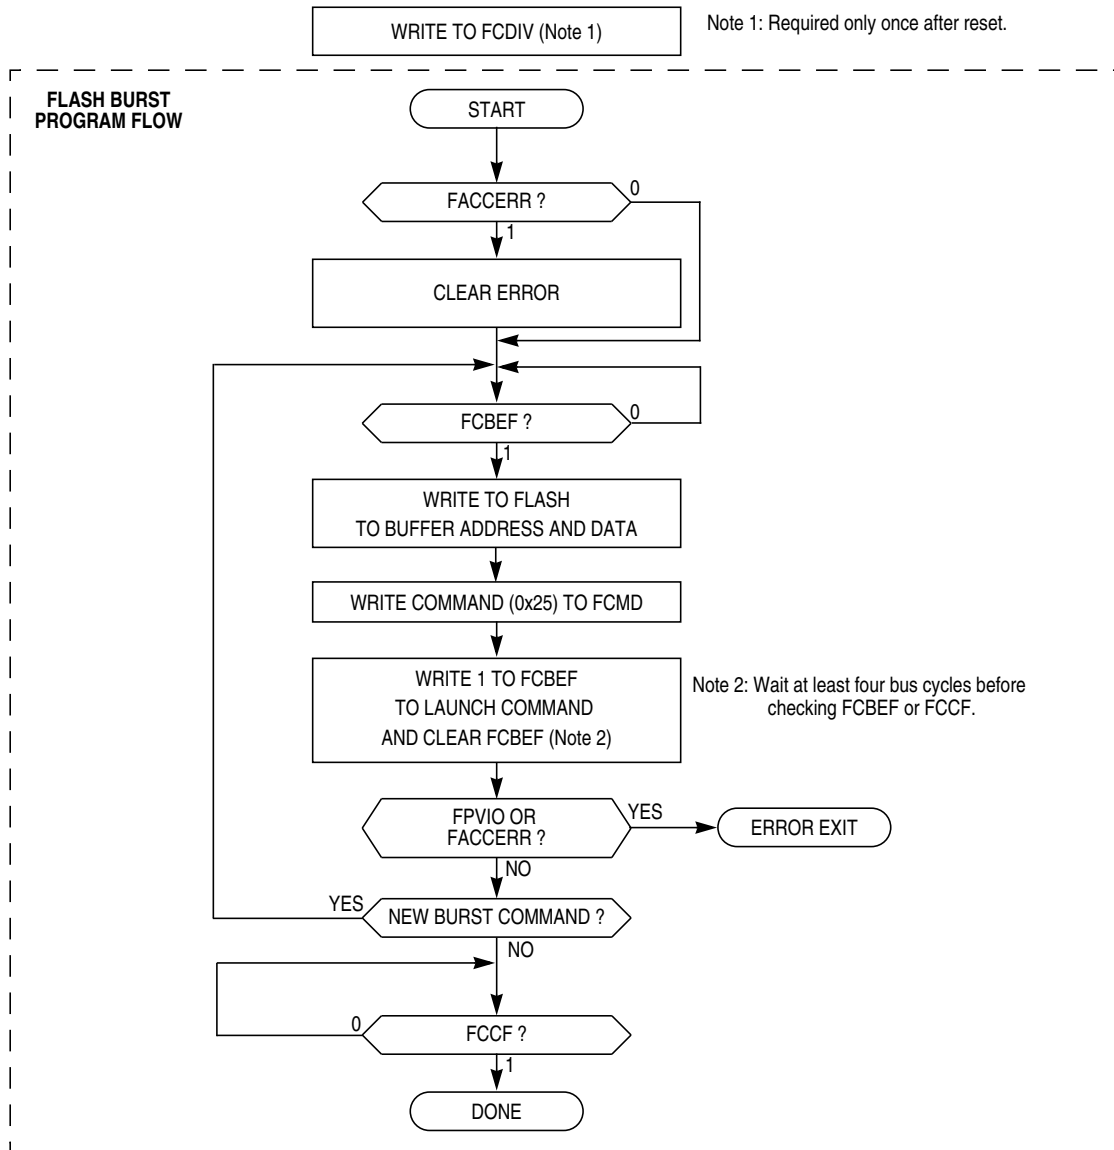 WRITE TO FCDIV (Note 1)
Note 1: Required only once after reset.
FLASH BURST
PROGRAM FLOW
START
FACCERR ?
0
1
CLEAR ERROR
FCBEF ?
0
1
WRITE TO FLASH
TO BUFFER ADDRESS AND DATA
WRITE COMMAND (0x25) TO FCMD
WRITE 1 TO FCBEF
TO LAUNCH COMMAND
AND CLEAR FCBEF (Note 2)
Note 2: Wait at least four bus cycles before
checking FCBEF or FCCF.
FPVIO OR
FACCERR ?
YES
ERROR EXIT
NO
YES
NEW BURST COMMAND ?
NO
0
FCCF ?
1
DONE